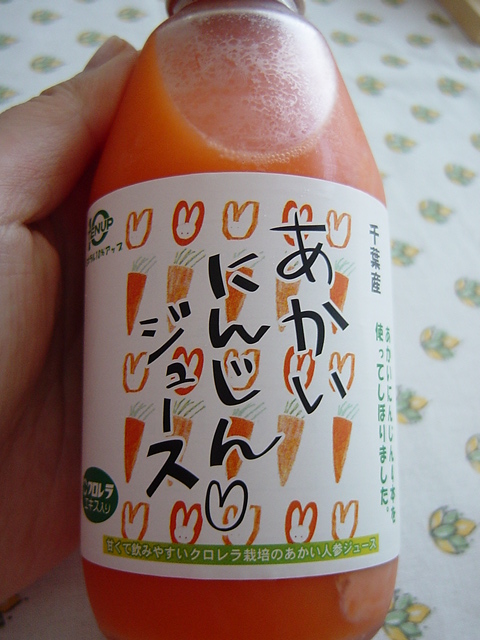 千葉産
あかい
にんじん
ジュース
あかいにんじん4本を
使ってしぼりました。
クロレラ
エキス入り
甘くて飲みやすいクロレラ栽培のあかい人参ジュース